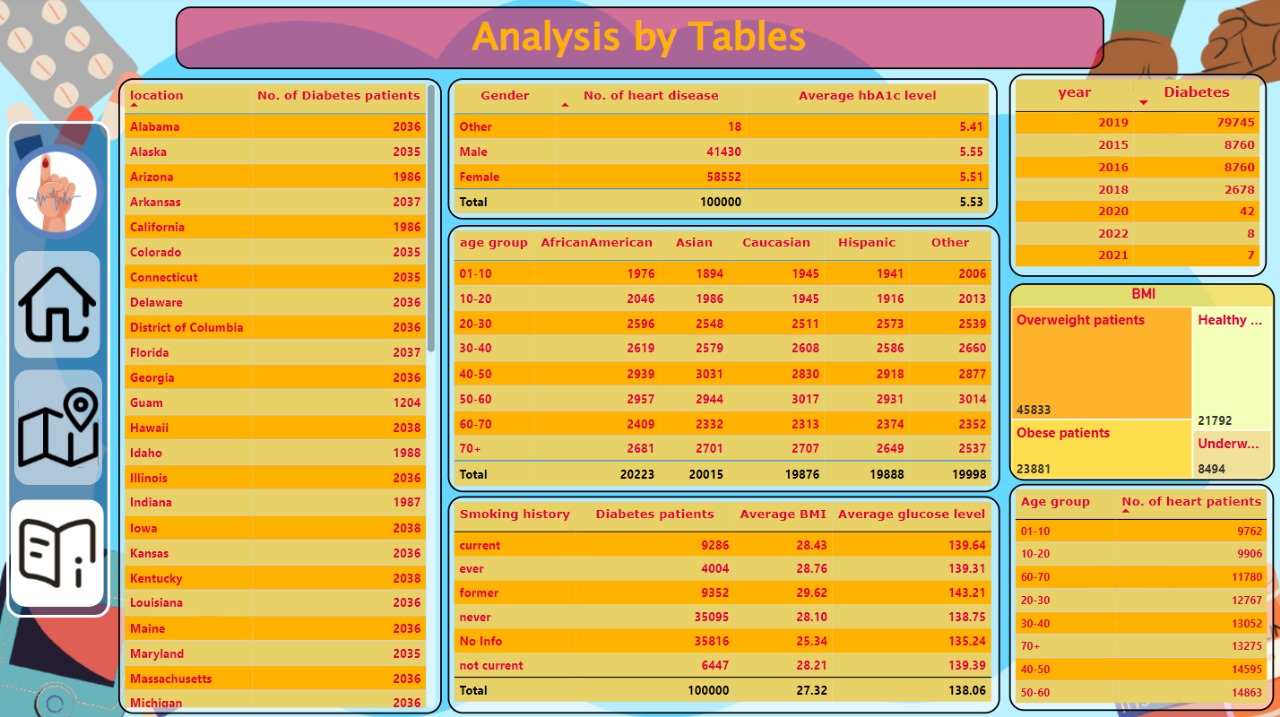 Analysis by Tables
location No. of Diabetes patients
Alabama 2036
Alaska 2035
Arizona 1986
Arkansas 2037
California 1986
Colorado 2035
Connecticut 2035
Delaware 2036
District of Columbia 2036
Florida 2037
Georgia 2036
Guam 1204
Hawaii 2038
Idaho 1988
Illinois 2036
Indiana 1987
Iowa 2038
Kansas 2036
Kentucky 2038
Louisiana 2036
Maine 2036
Maryland 2035
Massachusetts 2036
Michigan 2036
Gender No. of heart disease Average hbA1c level
Other 18 5.41
Male 41430 5.55
Female 58552 5.51
Total 100000 5.53
age group AfricanAmerican Asian Caucasian Hispanic Other
01-10 1976 1894 1945 1941 2006
10-20 2046 1986 1945 1916 2013
20-30 2596 2548 2511 2573 2539
30-40 2619 2579 2608 2586 2660
40-50 2939 3031 2830 2918 2877
50-60 2957 2944 3017 2931 3014
60-70 2409 2332 2313 2374 2352
70+ 2681 2701 2707 2649 2537
Total 20223 20015 19876 19888 19998
Smoking history Diabetes patients Average BMI Average glucose level
current 9286 28.43 139.64
ever 4004 28.76 139.31
former 9352 29.62 143.21
never 35095 28.10 138.75
No Info 35816 25.34 135.24
not current 6447 28.21 139.39
Total 100000 27.32 138.06
year Diabetes
2019 79745
2015 8760
2016 8760
2018 2678
2020 42
2022 8
2021 7
BMI
Overweight patients
45833
Healthy ...
21792
Obese patients
23881
Underw...
8494
Age group No. of heart patients
01-10 9762
10-20 9906
60-70 11780
20-30 12767
30-40 13052
70+ 13275
40-50 14595
50-60 14863